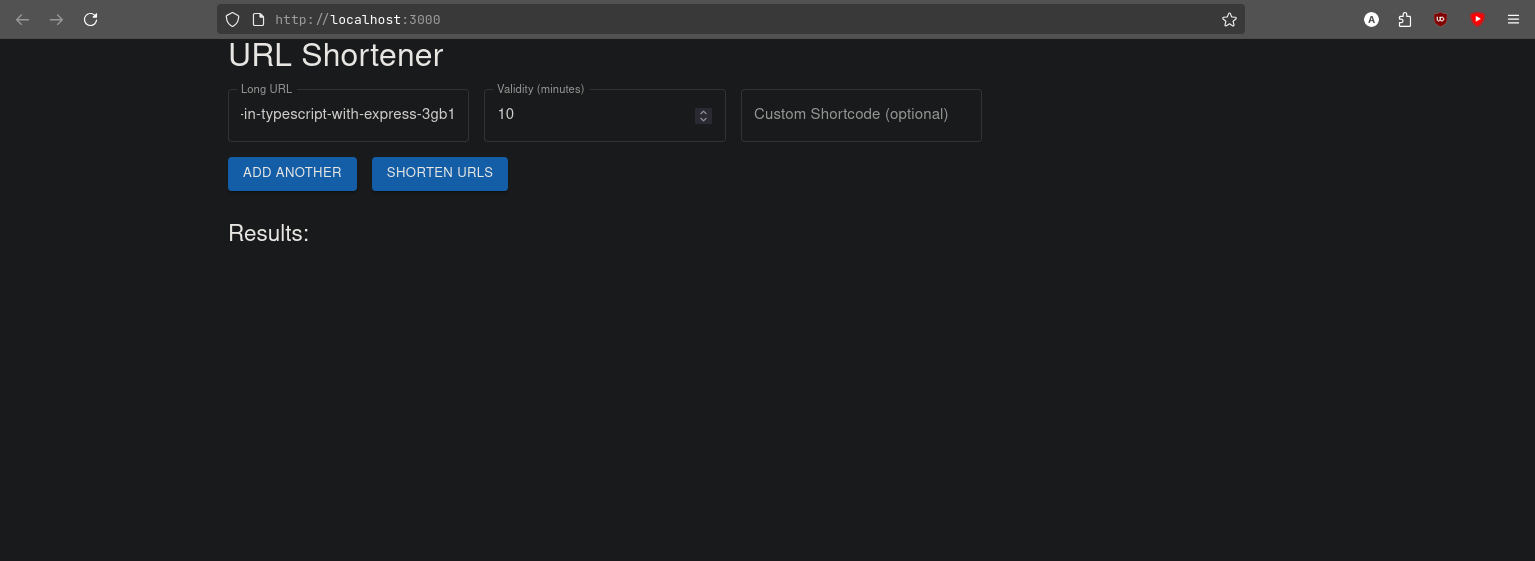 http://localhost:3000
A
UD
URL Shortener
Long URL
Validity (minutes)
-in-typescript-with-express-3gb1
10
Custom Shortcode (optional)
ADD ANOTHER
SHORTEN URLS
Results: